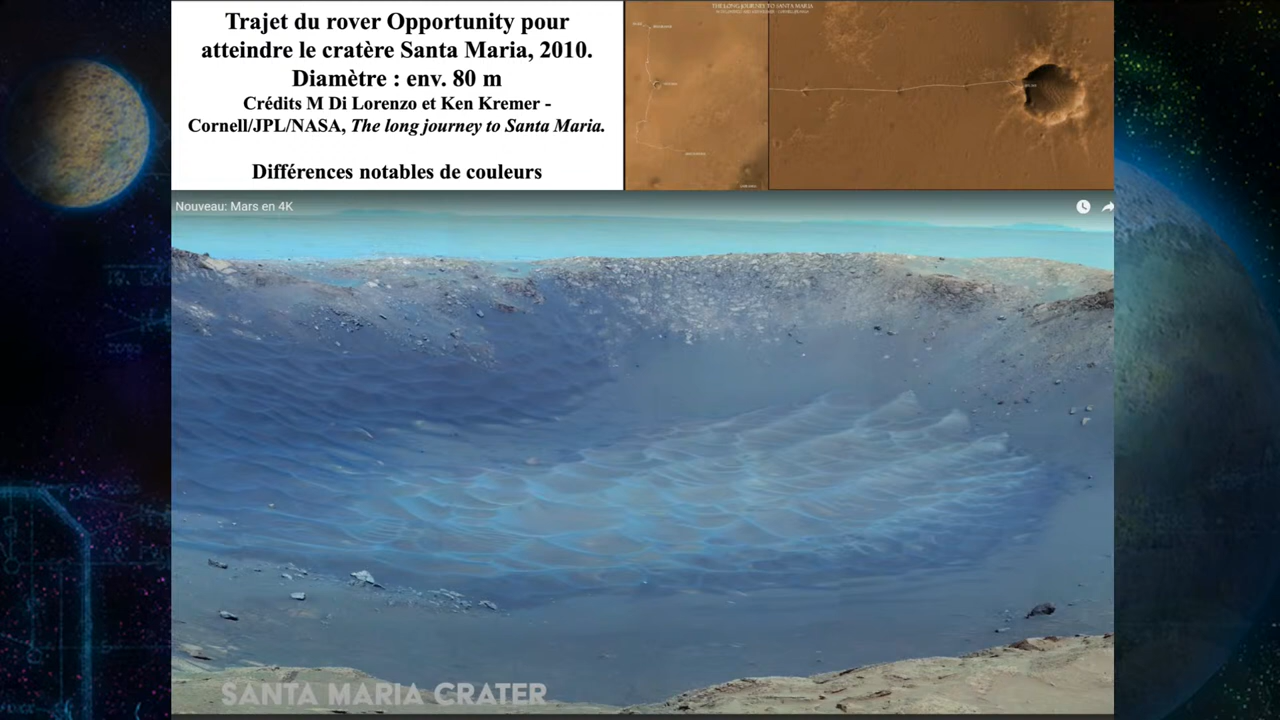 Trajet du rover Opportunity pour
atteindre le cratère Santa Maria, 2010.
Diamètre : env. 80 m
Crédits M Di Lorenzo et Ken Kremer -
Cornell/JPL/NASA, The long journey to Santa Maria.
Différences notables de couleurs
THE LONG JOURNEY TO SANTA MARIA
Nouveau: Mars en 4K
SANTA MARIA CRATER